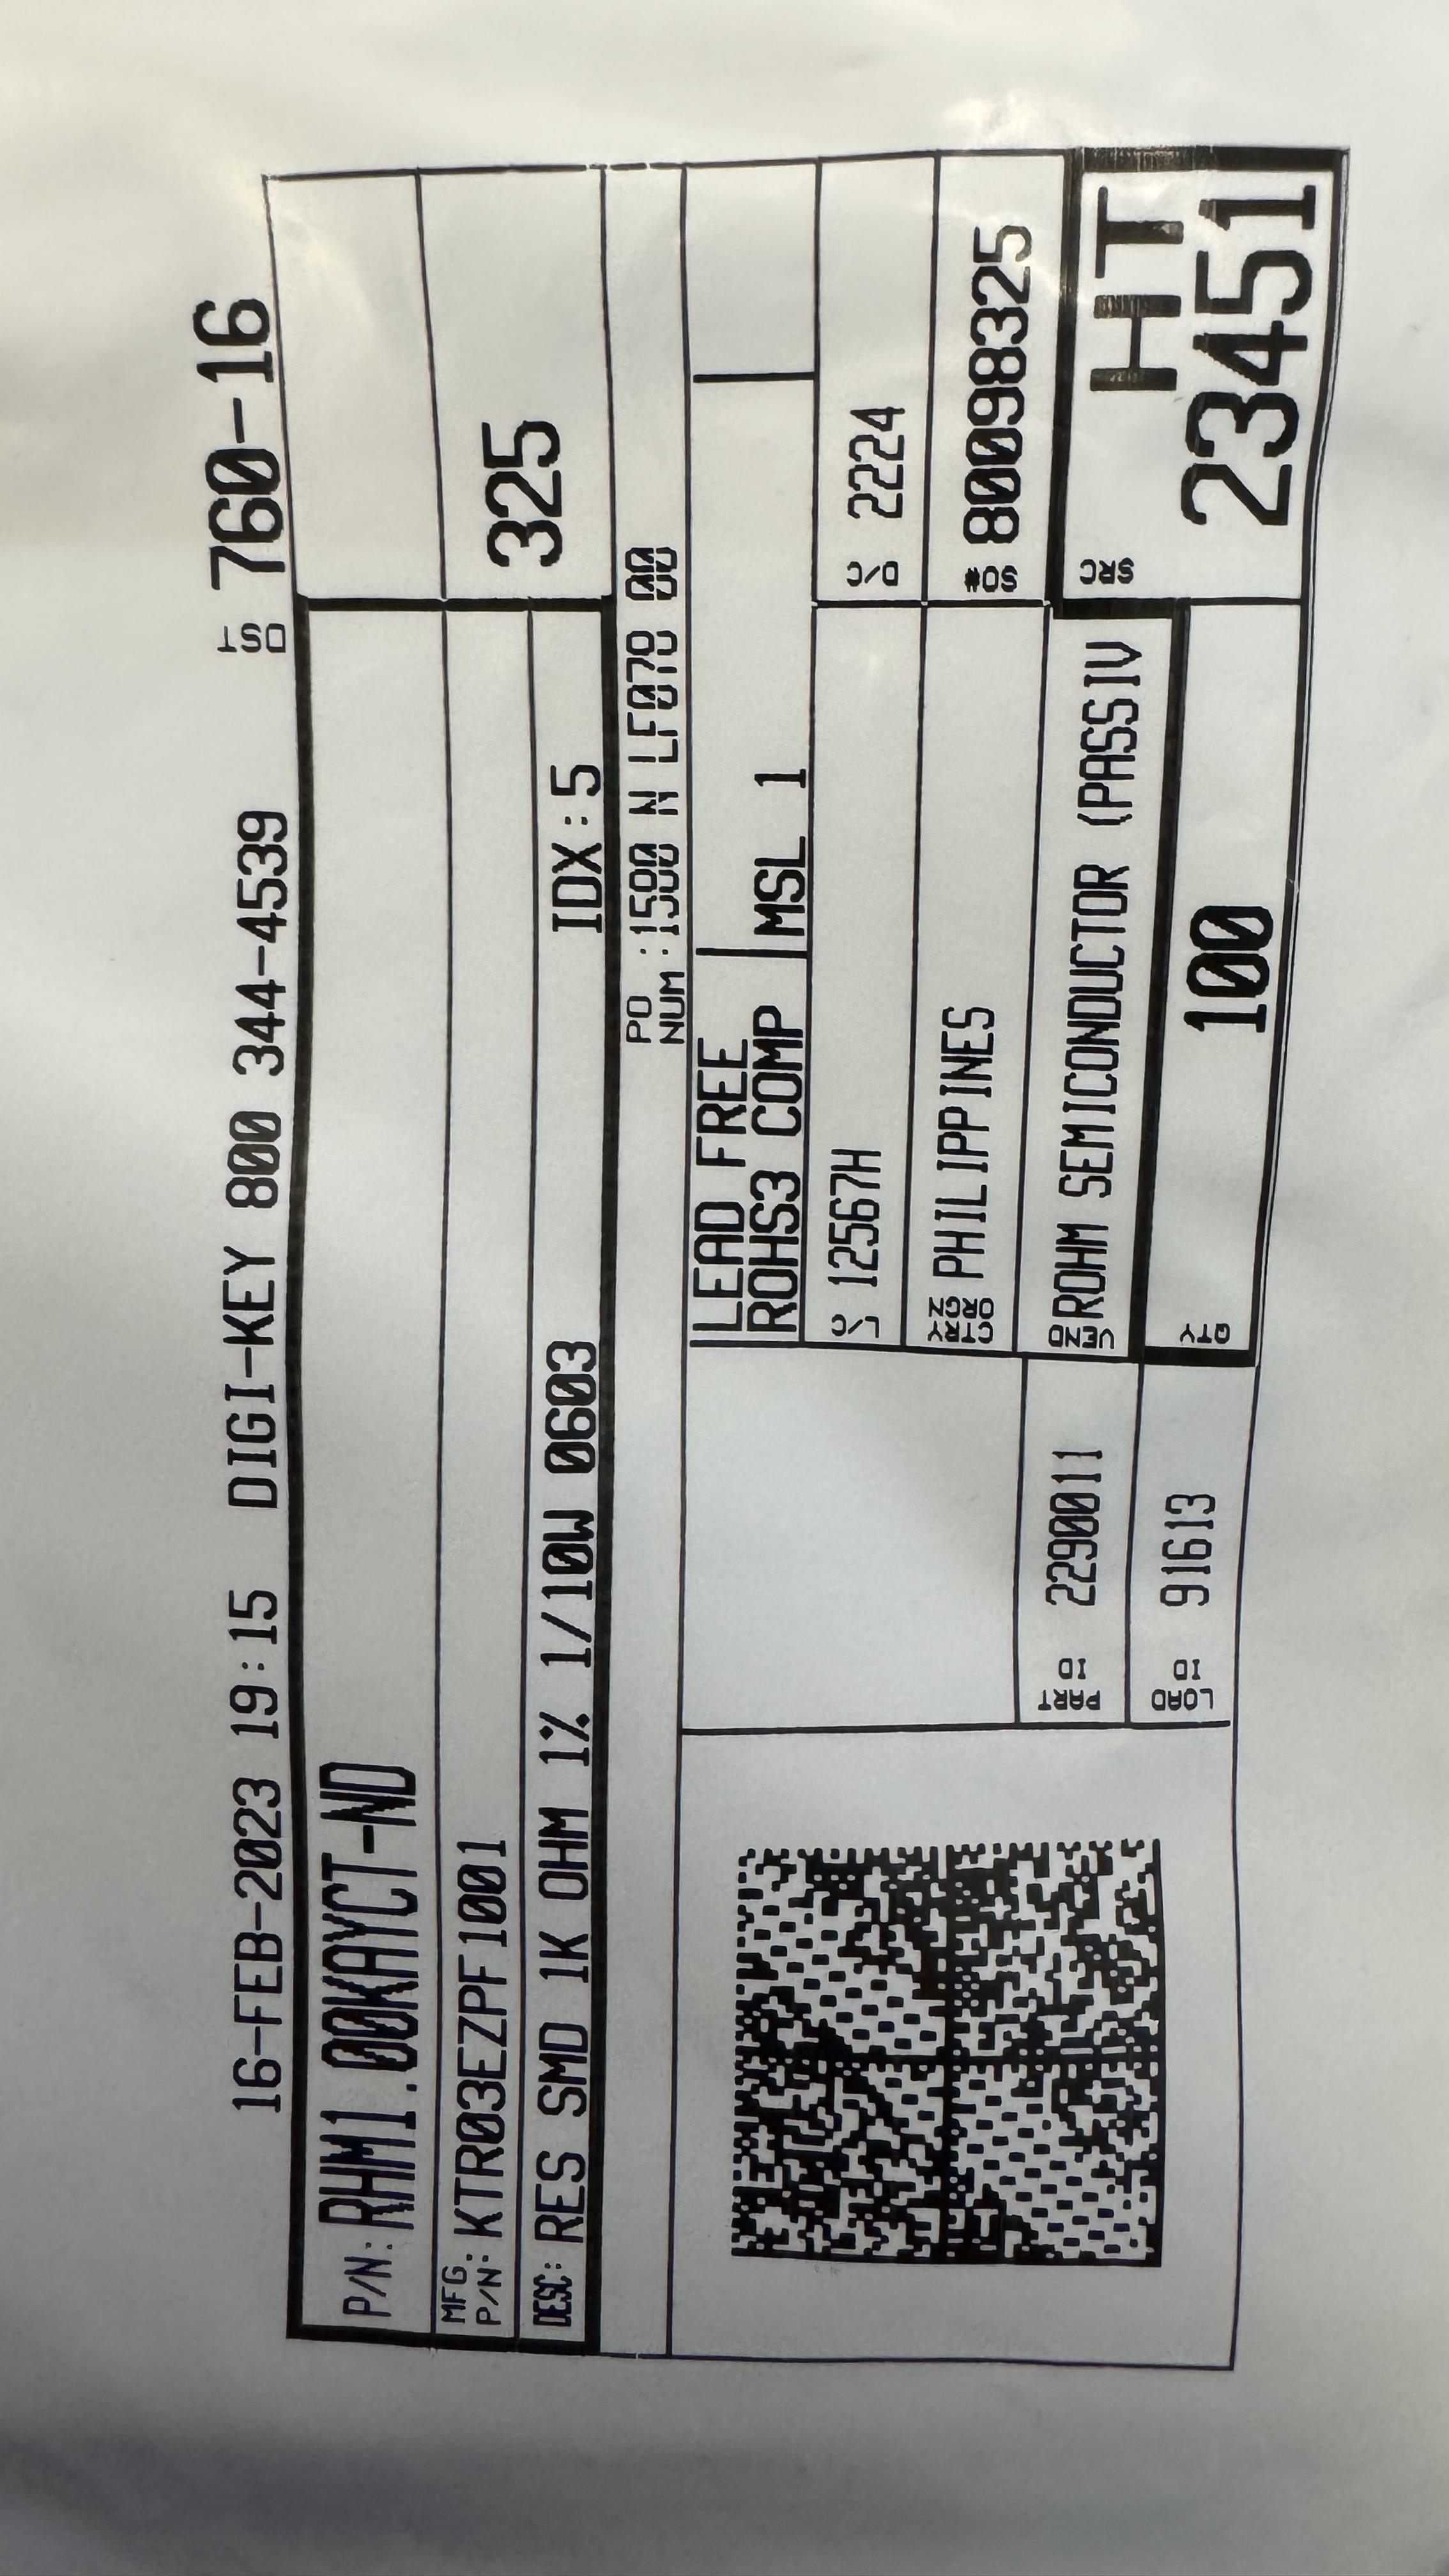 16-FEB-2023 19:15 DIGI-KEY 800 344-4539 DST 760-16
P/N: RHM1.00KAYCT-ND
MFG. P/N: KTR03EZPF1001
325
DESC: RES SMD 1K OHM 1% 1/10W 0603 IDX:5
PO NUM :1500 N LF070 00
LEAD FREE
ROHS3 COMP
MSL 1
L/C 12567H
D/C 2224
CTRY ORGN PHILIPPINES
SO# 80098325
PART ID 2290011
VEND ROHM SEMICONDUCTOR (PASSIV
SRC HT
23451
LOAD ID 91613
QTY 100